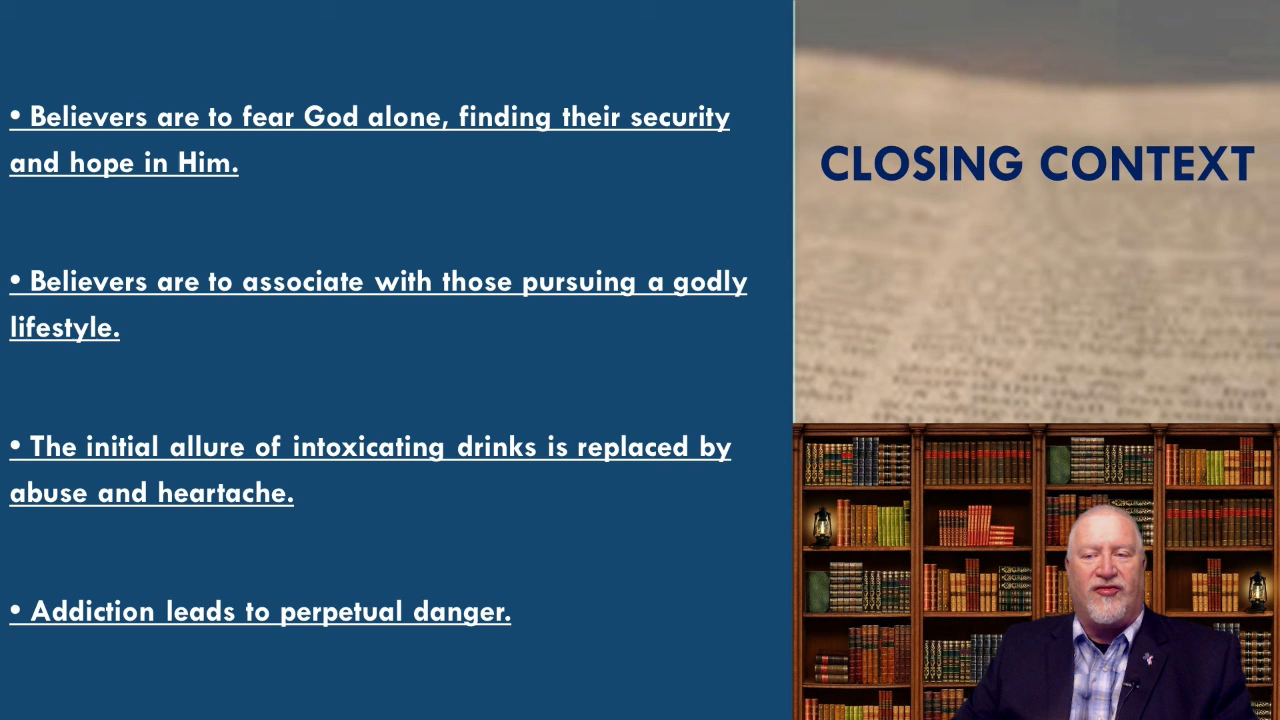 • Believers are to fear God alone, finding their security
and hope in Him.
• Believers are to associate with those pursuing a godly
lifestyle.
• The initial allure of intoxicating drinks is replaced by
abuse and heartache.
• Addiction leads to perpetual danger.
CLOSING CONTEXT